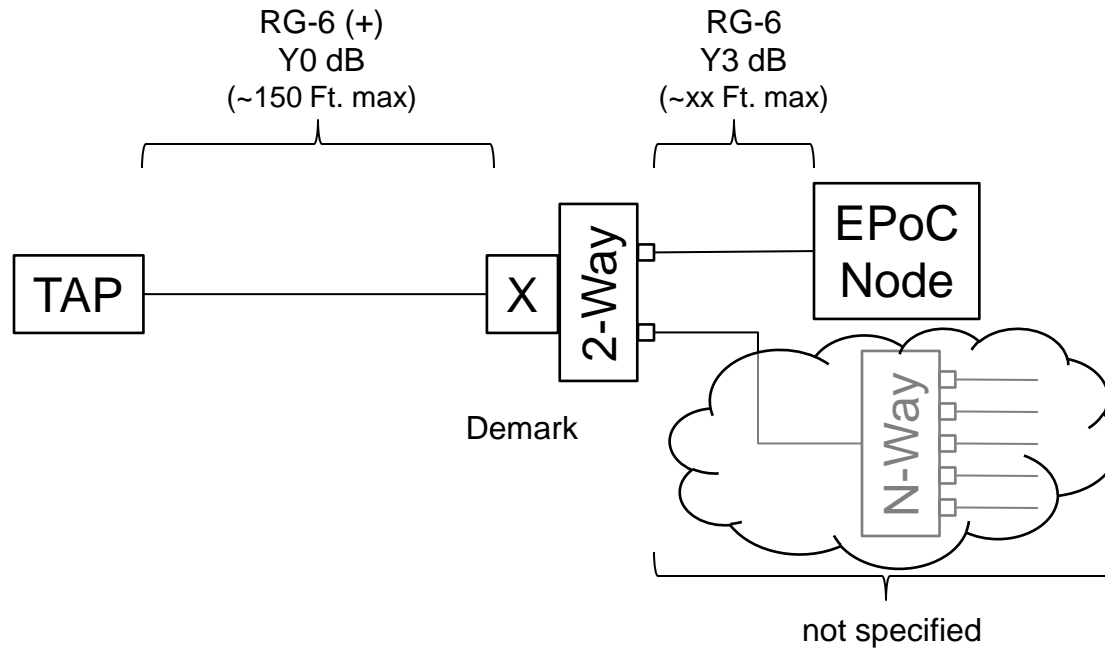 RG-6 (+)
Y0 dB
(~150 Ft. max)
RG-6
Y3 dB
(~xx Ft. max)
TAP
X
2-Way
EPoC
Node
Demark
N-Way
not specified